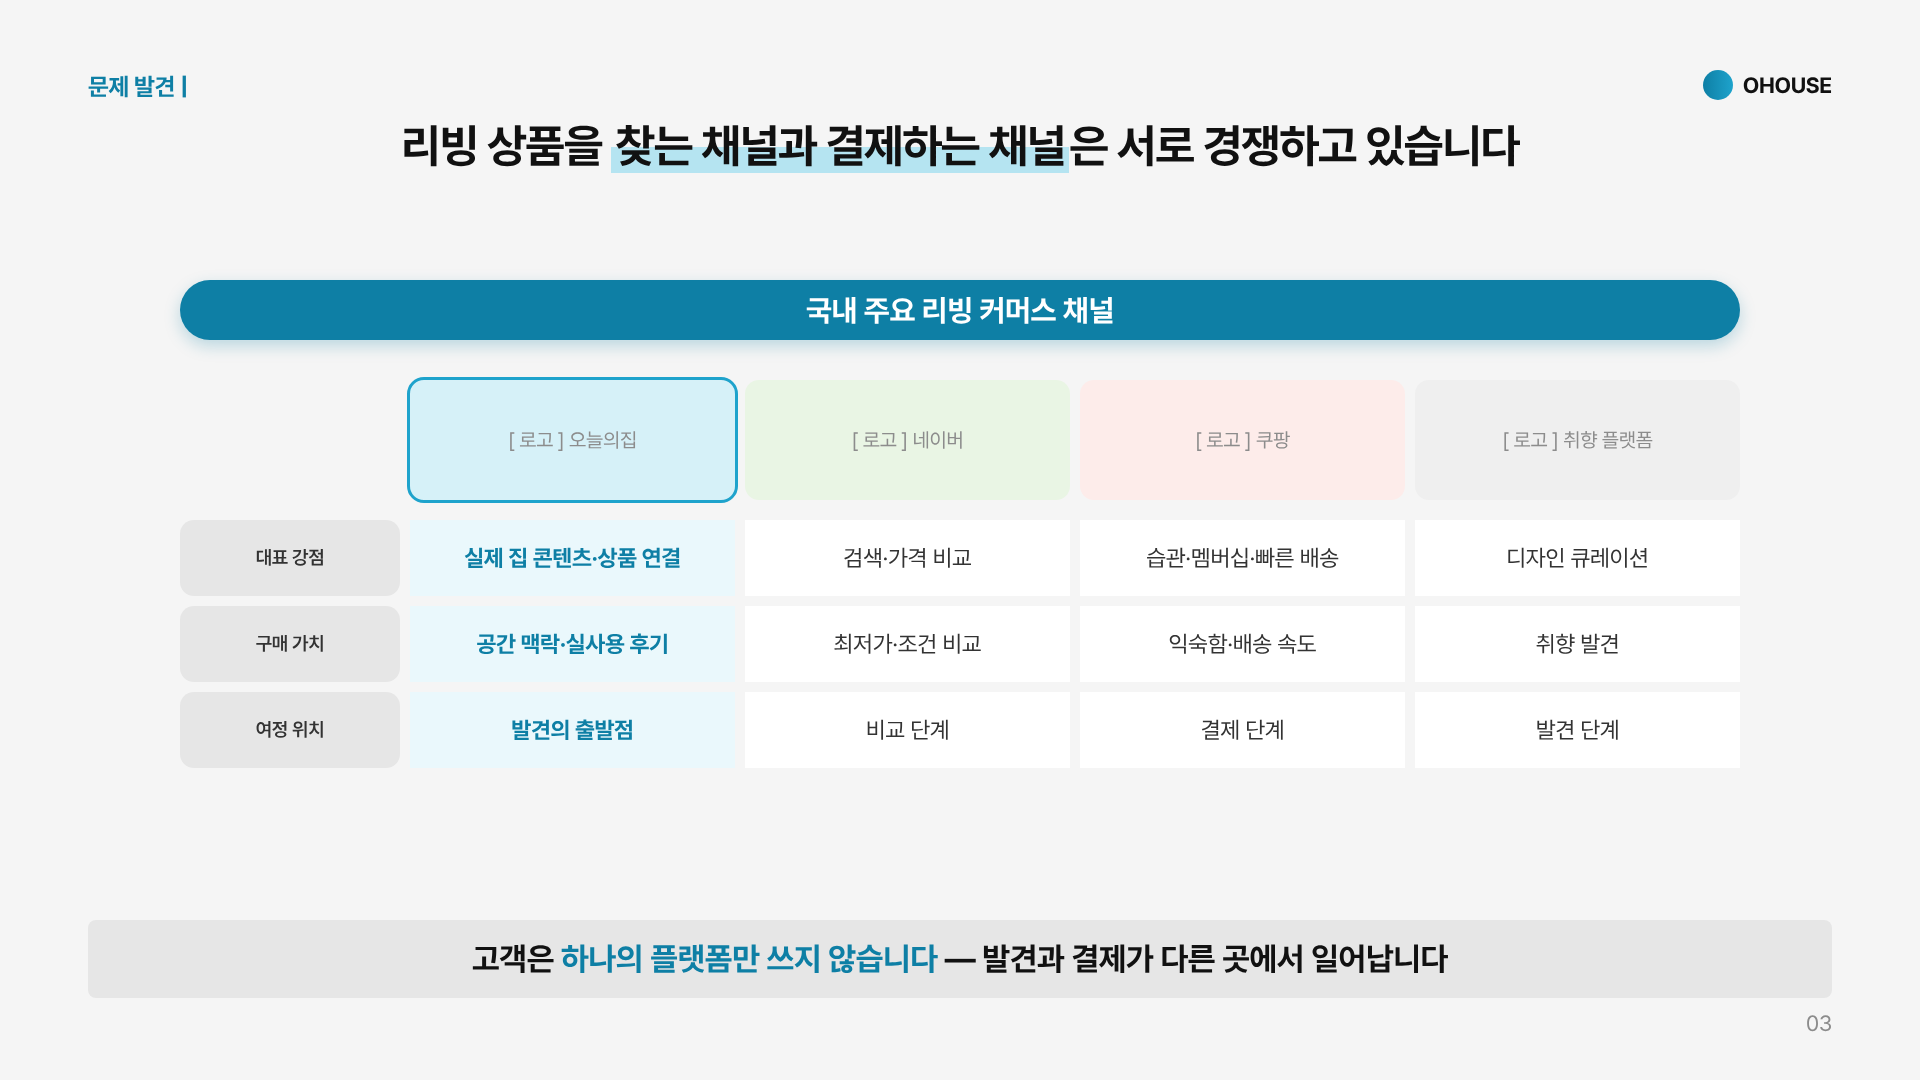 문제 발견 |
OHOUSE
리빙 상품을 찾는 채널과 결제하는 채널은 서로 경쟁하고 있습니다
국내 주요 리빙 커머스 채널
[ 로고 ] 오늘의집
[ 로고 ] 네이버
[ 로고 ] 쿠팡
[ 로고 ] 취향 플랫폼
대표 강점
실제 집 콘텐츠·상품 연결
검색·가격 비교
습관·멤버십·빠른 배송
디자인 큐레이션
구매 가치
공간 맥락·실사용 후기
최저가·조건 비교
익숙함·배송 속도
취향 발견
여정 위치
발견의 출발점
비교 단계
결제 단계
발견 단계
고객은 하나의 플랫폼만 쓰지 않습니다 — 발견과 결제가 다른 곳에서 일어납니다
03